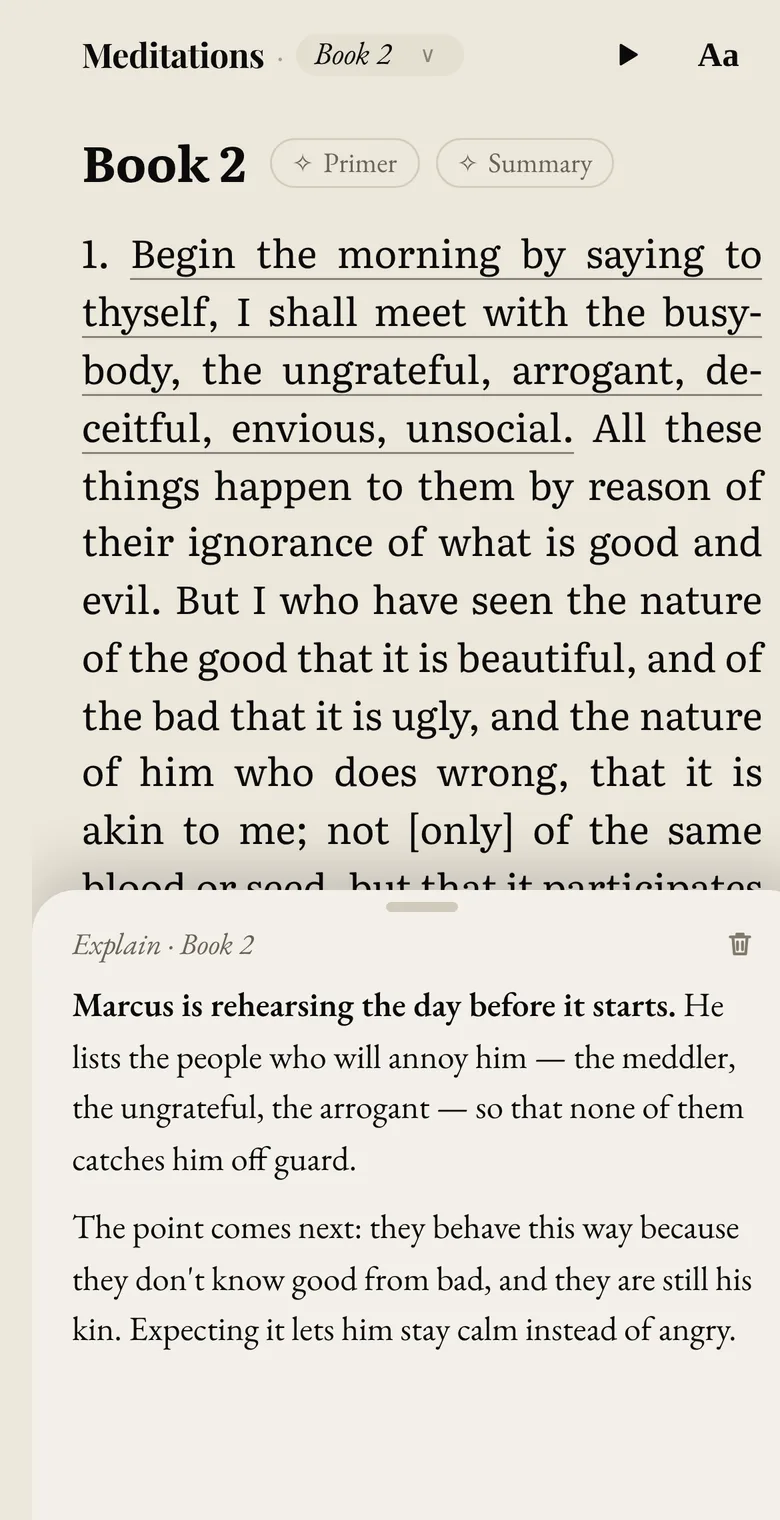 Meditations · Book 2 ∨ Aa
Book 2 Primer Summary
1. Begin the morning by saying to
thyself, I shall meet with the busy-
body, the ungrateful, arrogant, de-
ceitful, envious, unsocial. All these
things happen to them by reason of
their ignorance of what is good and
evil. But I who have seen the nature
of the good that it is beautiful, and of
the bad that it is ugly, and the nature
of him who does wrong, that it is
akin to me; not [only] of the same
blood or seed, but that it participates
Explain · Book 2
Marcus is rehearsing the day before it starts. He
lists the people who will annoy him — the meddler,
the ungrateful, the arrogant — so that none of them
catches him off guard.
The point comes next: they behave this way because
they don't know good from bad, and they are still his
kin. Expecting it lets him stay calm instead of angry.